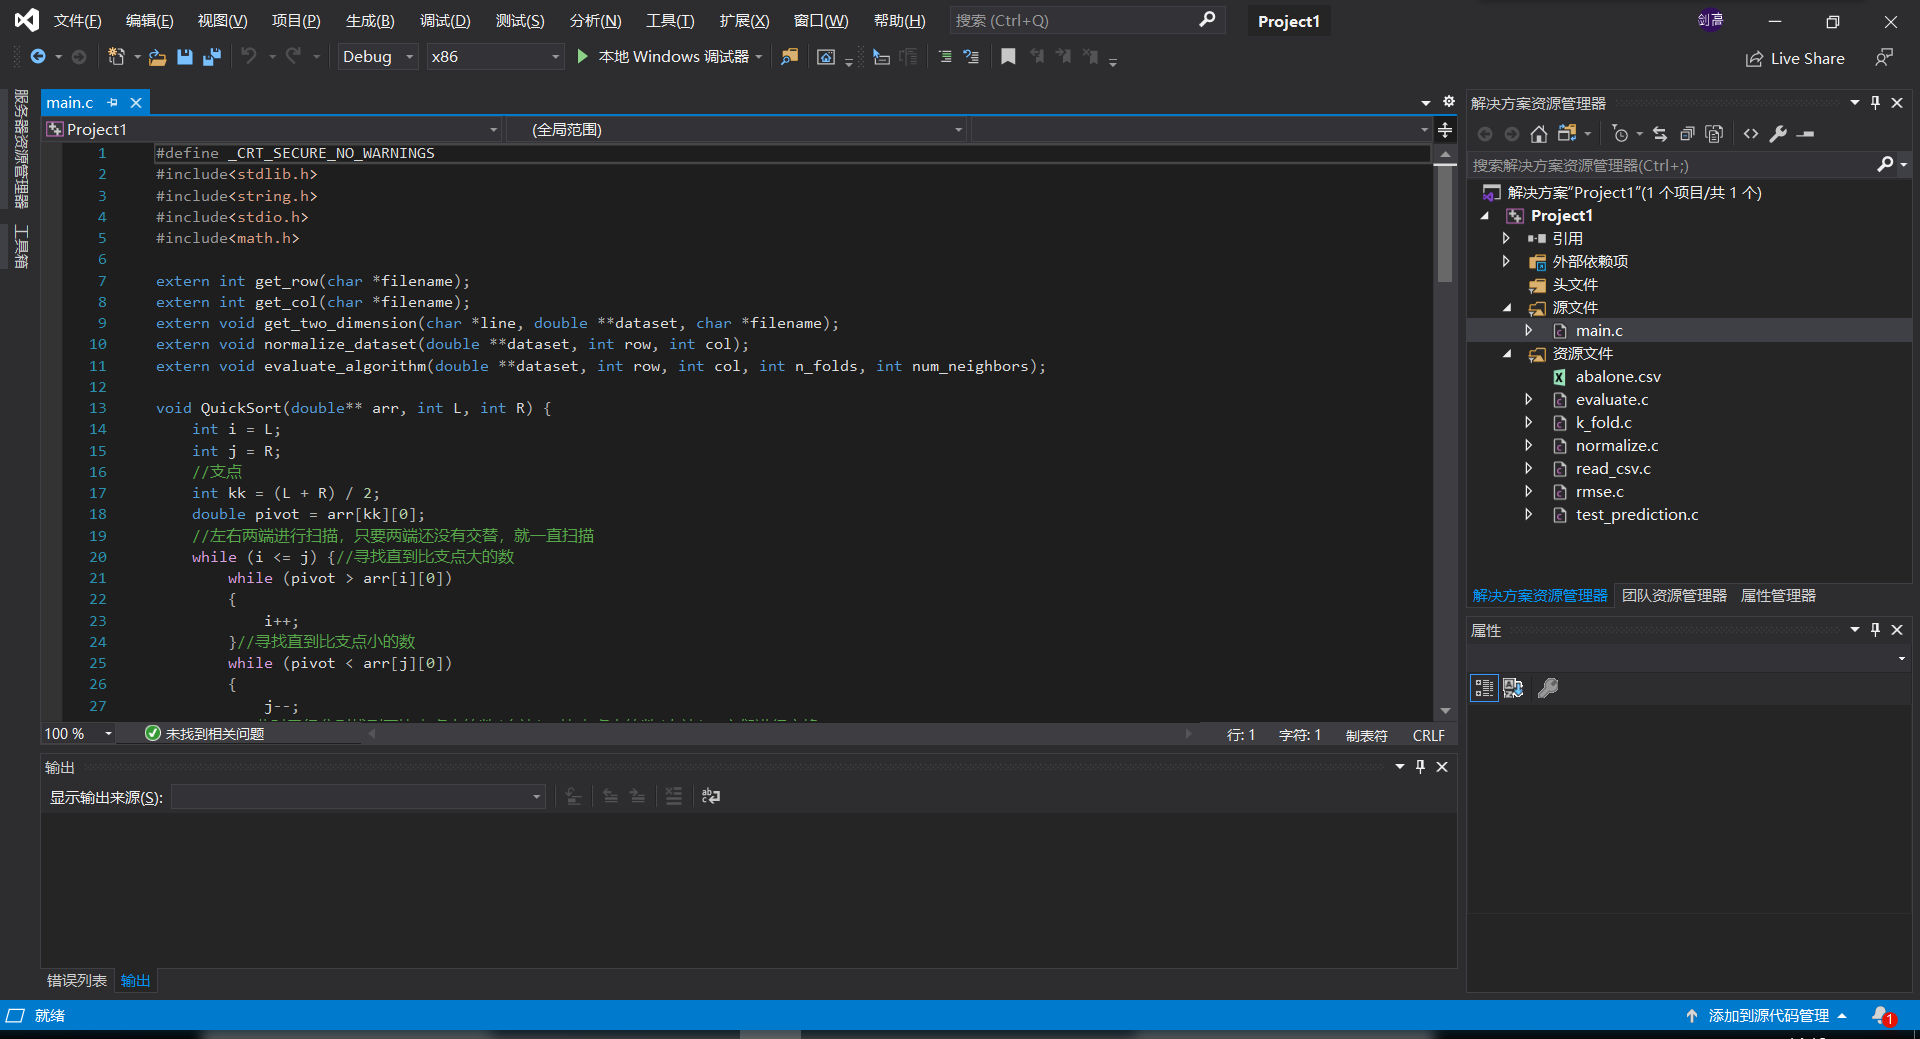 文件(F) 编辑(E) 视图(V) 项目(P) 生成(B) 调试(D) 测试(S) 分析(N) 工具(T) 扩展(X) 窗口(W) 帮助(H) 搜索 (Ctrl+Q) Project1 剑高
Debug x86 本地 Windows 调试器 Live Share
服务器资源管理器
工具箱
main.c
Project1 (全局范围)
1 #define _CRT_SECURE_NO_WARNINGS
2 #include<stdlib.h>
3 #include<string.h>
4 #include<stdio.h>
5 #include<math.h>
6
7 extern int get_row(char *filename);
8 extern int get_col(char *filename);
9 extern void get_two_dimension(char *line, double **dataset, char *filename);
10 extern void normalize_dataset(double **dataset, int row, int col);
11 extern void evaluate_algorithm(double **dataset, int row, int col, int n_folds, int num_neighbors);
12
13 void QuickSort(double** arr, int L, int R) {
14 int i = L;
15 int j = R;
16 //支点
17 int kk = (L + R) / 2;
18 double pivot = arr[kk][0];
19 //左右两端进行扫描，只要两端还没有交替，就一直扫描
20 while (i <= j) {//寻找直到比支点大的数
21 while (pivot > arr[i][0])
22 {
23 i++;
24 }//寻找直到比支点小的数
25 while (pivot < arr[j][0])
26 {
27 j--;
100 % 未找到相关问题 行: 1 字符: 1 制表符 CRLF
输出
显示输出来源(S):
错误列表 输出
解决方案资源管理器
搜索解决方案资源管理器(Ctrl+;)
解决方案"Project1"(1 个项目/共 1 个)
Project1
引用
外部依赖项
头文件
源文件
main.c
资源文件
abalone.csv
evaluate.c
k_fold.c
normalize.c
read_csv.c
rmse.c
test_prediction.c
解决方案资源管理器 团队资源管理器 属性管理器
属性
就绪 添加到源代码管理 1